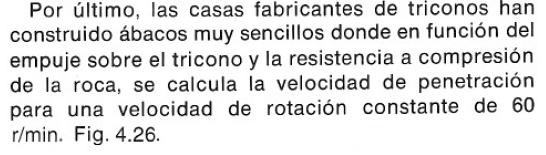 Por último, las casas fabricantes de triconos han
construido ábacos muy sencillos donde en función del
empuje sobre el tricono y la resistencia a compresión
de la roca, se calcula la velocidad de penetración
para una velocidad de rotación constante de 60
r/min. Fig. 4.26.